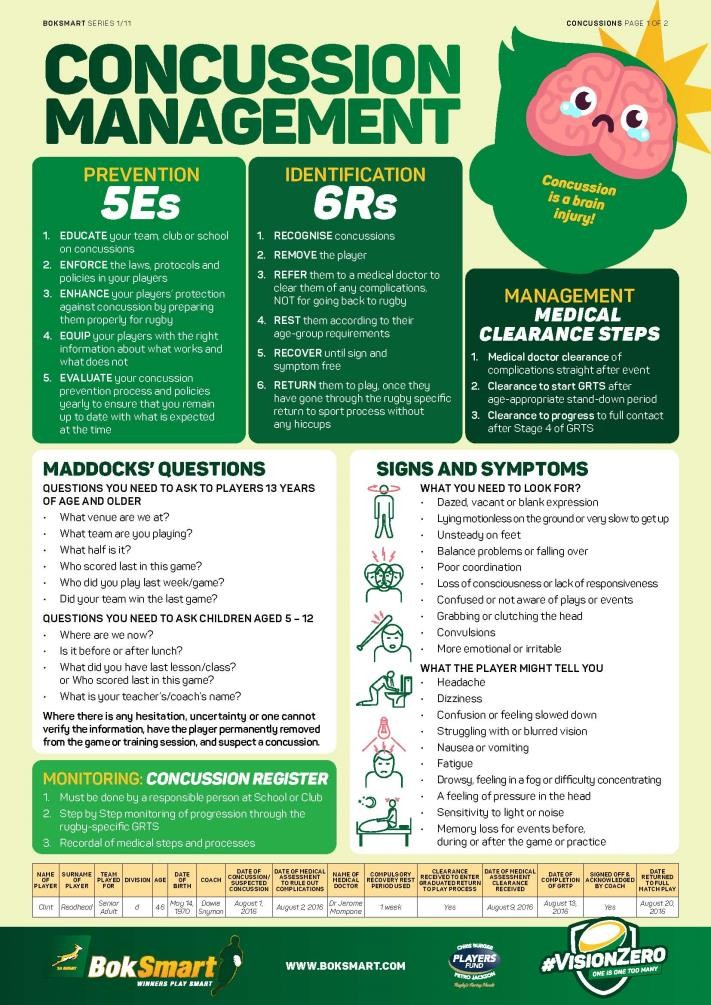 BOKSMART SERIES 1/11
CONCUSSIONS PAGE 1 OF 2
CONCUSSION
MANAGEMENT
Concussion
is a brain
injury!
PREVENTION
5Es
1. EDUCATE your team, club or school
on concussions
2. ENFORCE the laws, protocols and
policies in your players
3. ENHANCE your players' protection
against concussion by preparing
them properly for rugby
4. EQUIP your players with the right
information about what works and
what does not
5. EVALUATE your concussion
prevention process and policies
yearly to ensure that you remain
up to date with what is expected
at the time
IDENTIFICATION
6Rs
1. RECOGNISE concussions
2. REMOVE the player
3. REFER them to a medical doctor to
clear them of any complications,
NOT for going back to rugby
4. REST them according to their
age-group requirements
5. RECOVER until sign and
symptom free
6. RETURN them to play, once they
have gone through the rugby specific
return to sport process without
any hiccups
MANAGEMENT
MEDICAL
CLEARANCE STEPS
1. Medical doctor clearance of
complications straight after event
2. Clearance to start GRTS after
age-appropriate stand-down period
3. Clearance to progress to full contact
after Stage 4 of GRTS
MADDOCKS' QUESTIONS
QUESTIONS YOU NEED TO ASK TO PLAYERS 13 YEARS
OF AGE AND OLDER
• What venue are we at?
• What team are you playing?
• What half is it?
• Who scored last in this game?
• Who did you play last week/game?
• Did your team win the last game?
QUESTIONS YOU NEED TO ASK CHILDREN AGED 5 – 12
• Where are we now?
• Is it before or after lunch?
• What did you have last lesson/class?
or Who scored last in this game?
• What is your teacher's/coach's name?
Where there is any hesitation, uncertainty or one cannot
verify the information, have the player permanently removed
from the game or training session, and suspect a concussion.
MONITORING: CONCUSSION REGISTER
1. Must be done by a responsible person at School or Club
2. Step by Step monitoring of progression through the
rugby-specific GRTS
3. Recordal of medical steps and processes
SIGNS AND SYMPTOMS
WHAT YOU NEED TO LOOK FOR?
• Dazed, vacant or blank expression
• Lying motionless on the ground or very slow to get up
• Unsteady on feet
• Balance problems or falling over
• Poor coordination
• Loss of consciousness or lack of responsiveness
• Confused or not aware of plays or events
• Grabbing or clutching the head
• Convulsions
• More emotional or irritable
WHAT THE PLAYER MIGHT TELL YOU
• Headache
• Dizziness
• Confusion or feeling slowed down
• Struggling with or blurred vision
• Nausea or vomiting
• Fatigue
• Drowsy, feeling in a fog or difficulty concentrating
• A feeling of pressure in the head
• Sensitivity to light or noise
• Memory loss for events before,
during or after the game or practice
NAME OF PLAYER | SURNAME OF PLAYER | TEAM PLAYED FOR | DIVISION | AGE | DATE OF BIRTH | COACH | DATE OF CONCUSSION/ SUSPECTED CONCUSSION | DATE OF MEDICAL ASSESSMENT TO RULE OUT COMPLICATIONS | NAME OF MEDICAL DOCTOR | COMPULSORY RECOVERY REST PERIOD USED | CLEARANCE RECEIVED TO ENTER GRADUATED RETURN TO PLAY PROCESS | DATE OF MEDICAL ASSESSMENT CLEARANCE RECEIVED | DATE OF COMPLETION OF GRTP | SIGNED OFF & ACKNOWLEDGED BY COACH | DATE RETURNED TO FULL MATCH PLAY
Clint | Readhead | Senior Adult | d | 46 | May 14, 1970 | Dawie Snyman | August 1, 2016 | August 2, 2016 | Dr Jerome Mampane | 1 week | Yes | August 9, 2016 | August 13, 2016 | Yes | August 20, 2016
SA RUGBY
BokSmart
WINNERS PLAY SMART
WWW.BOKSMART.COM
CHRIS BURGER
PLAYERS
FUND
PETRO JACKSON
Rugby's Caring Hands
#VISIONZERO
ONE IS ONE TOO MANY